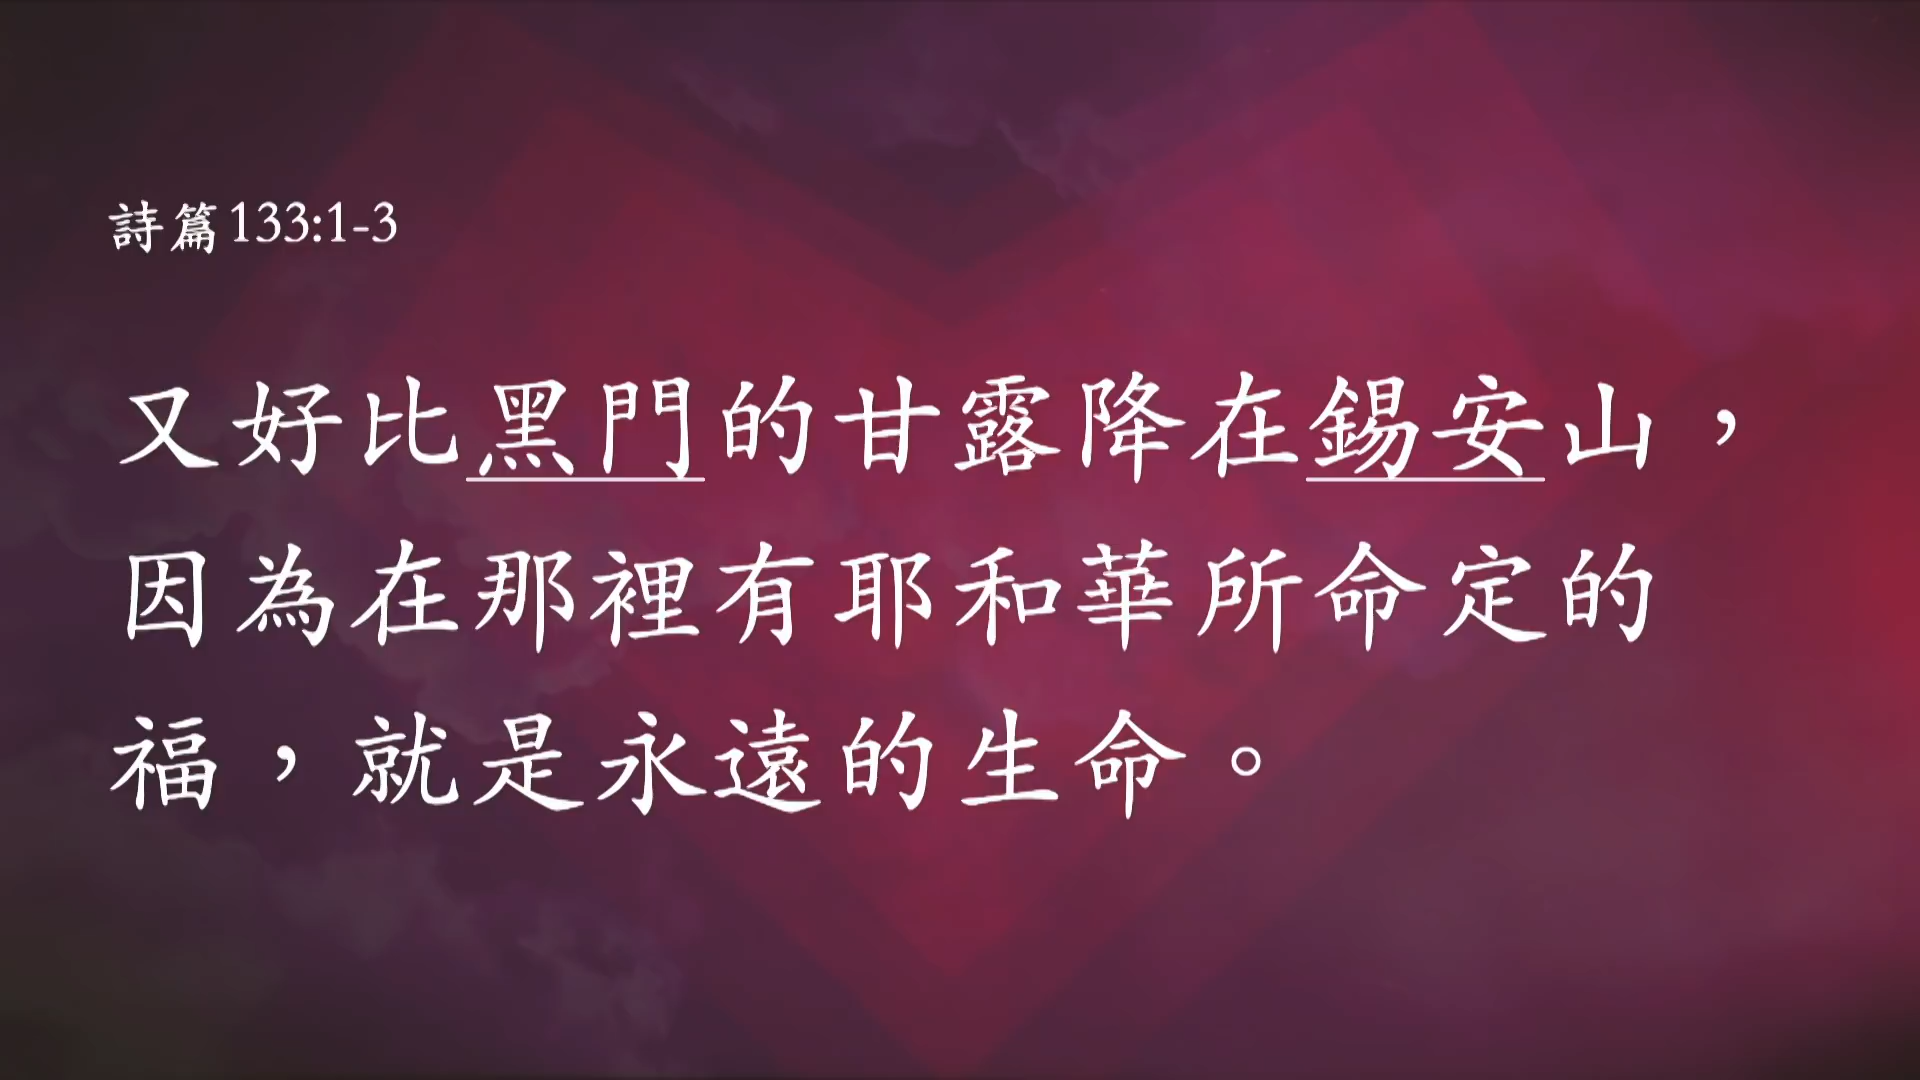 詩篇133:1-3
又好比黑門的甘露降在錫安山，
因為在那裡有耶和華所命定的
福，就是永遠的生命。